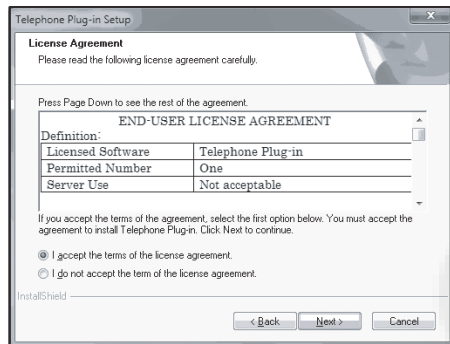 Telephone Plug-in Setup
License Agreement
Please read the following license agreement carefully.
Press Page Down to see the rest of the agreement.
END-USER LICENSE AGREEMENT
Definition:
Licensed Software Telephone Plug-in
Permitted Number One
Server Use Not acceptable
If you accept the terms of the agreement, select the first option below. You must accept the
agreement to install Telephone Plug-in. Click Next to continue.
I accept the terms of the license agreement.
I do not accept the term of the license agreement.
InstallShield
< Back Next > Cancel